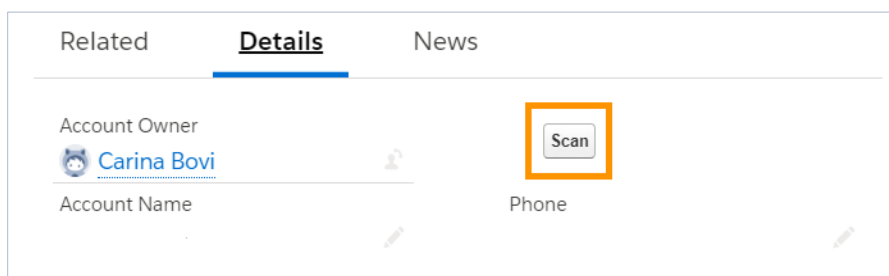 Related Details News
Account Owner
Scan
Carina Bovi
Account Name Phone